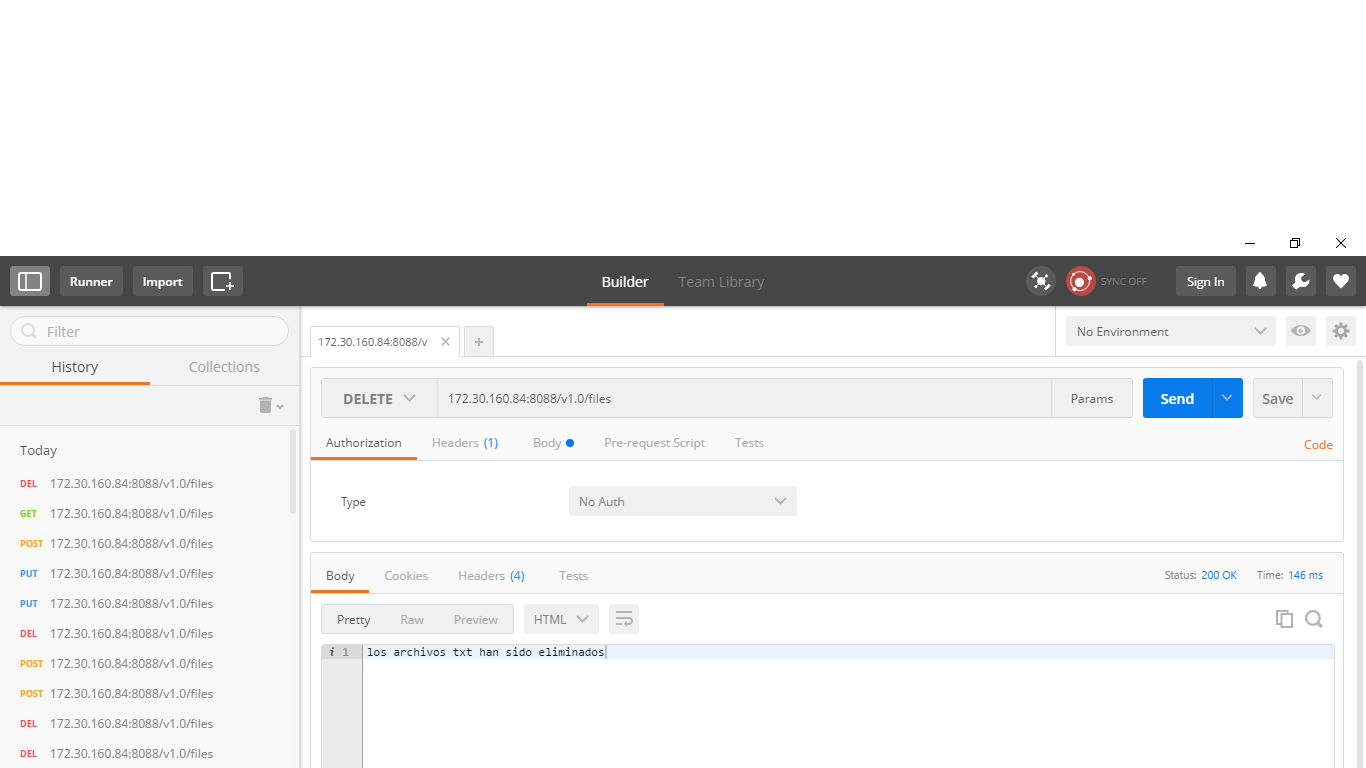 Runner Import Builder Team Library SYNC OFF Sign In
Filter
History Collections
Today
DEL 172.30.160.84:8088/v1.0/files
GET 172.30.160.84:8088/v1.0/files
POST 172.30.160.84:8088/v1.0/files
PUT 172.30.160.84:8088/v1.0/files
PUT 172.30.160.84:8088/v1.0/files
DEL 172.30.160.84:8088/v1.0/files
POST 172.30.160.84:8088/v1.0/files
POST 172.30.160.84:8088/v1.0/files
DEL 172.30.160.84:8088/v1.0/files
DEL 172.30.160.84:8088/v1.0/files
172.30.160.84:8088/v
No Environment
DELETE 172.30.160.84:8088/v1.0/files Params Send Save
Authorization Headers (1) Body Pre-request Script Tests Code
Type No Auth
Body Cookies Headers (4) Tests Status: 200 OK Time: 146 ms
Pretty Raw Preview HTML
i 1 los archivos txt han sido eliminados